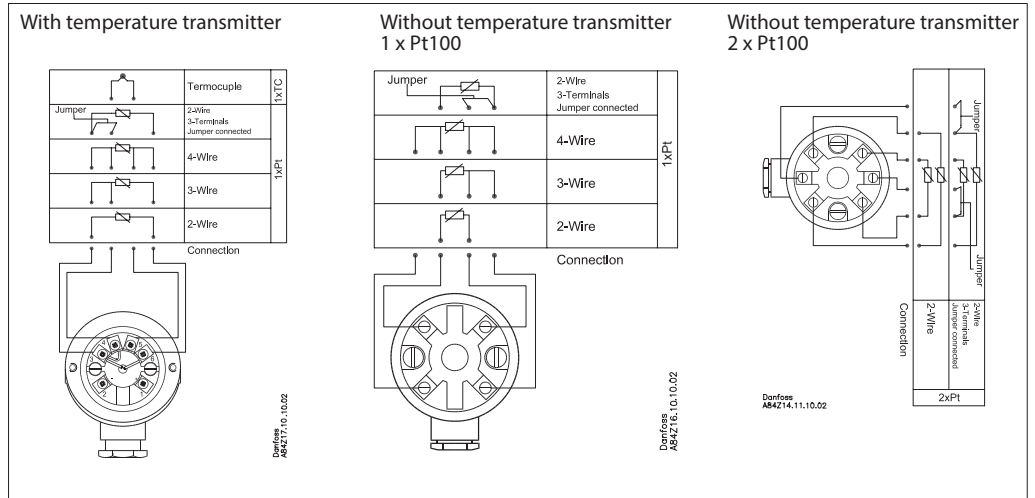 With temperature transmitter
Termocuple
1xTC
Jumper
2-Wire
3-Terminals
Jumper connected
4-Wire
3-Wire
2-Wire
1xPt
Connection
Danfoss
A84Z17.10.10.02
Without temperature transmitter
1 x Pt100
Jumper
2-Wire
3-Terminals
Jumper connected
4-Wire
3-Wire
2-Wire
1xPt
Connection
Danfoss
A84Z16.10.10.02
Without temperature transmitter
2 x Pt100
Jumper
Jumper
Connection
2-Wire
2-Wire
3-Terminals
Jumper connected
2xPt
Danfoss
A84Z14.11.10.02